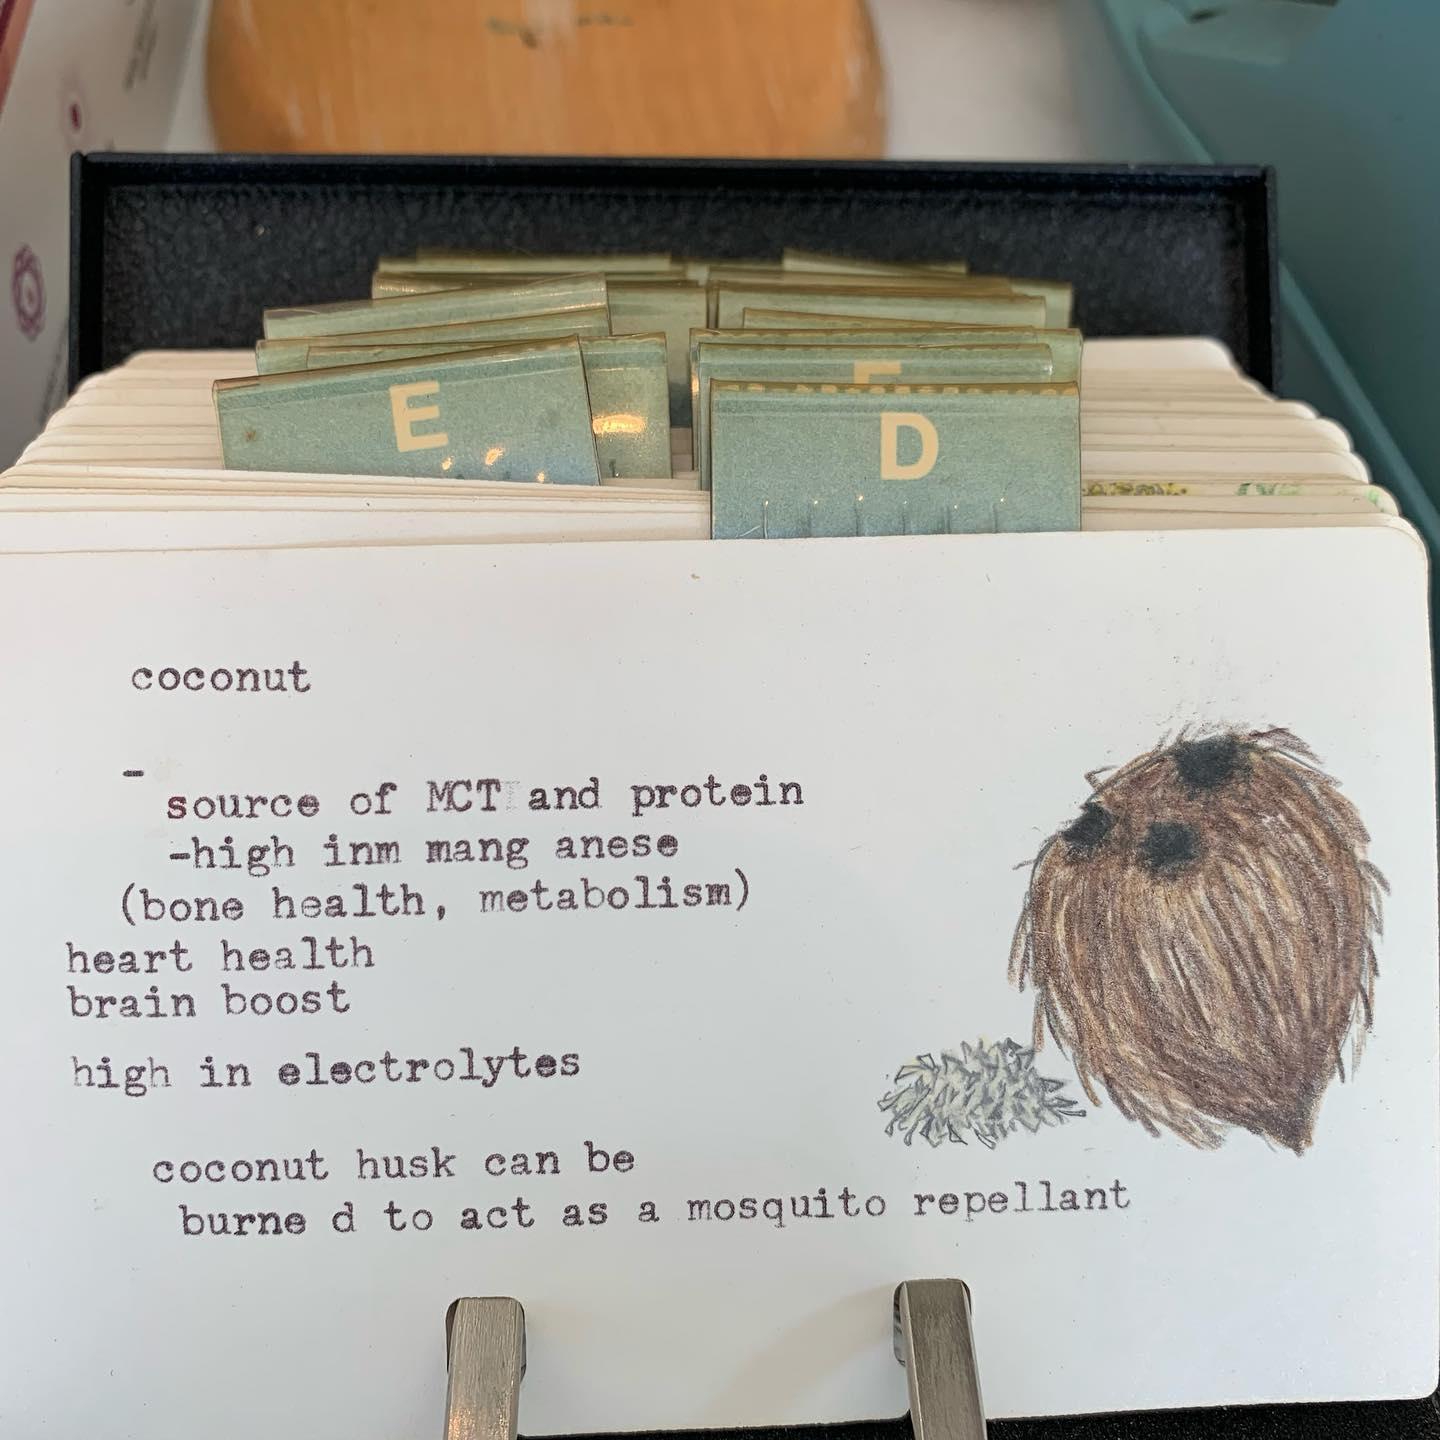 E
D
coconut
-
source of MCT and protein
-high inm mang anese
(bone health, metabolism)
heart health
brain boost
high in electrolytes
coconut husk can be
burne d to act as a mosquito repellant